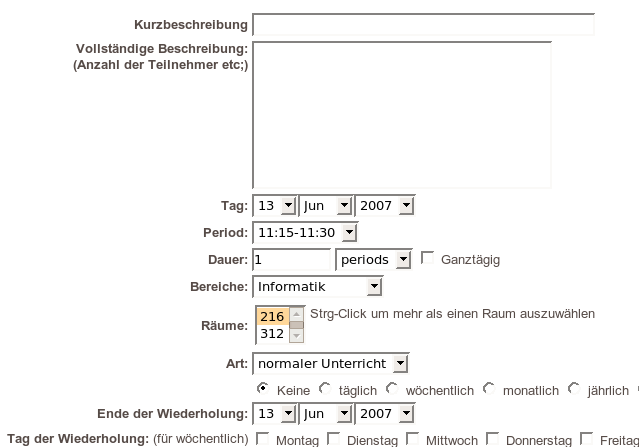 Kurzbeschreibung
Vollständige Beschreibung:
(Anzahl der Teilnehmer etc;)
Tag: 13 Jun 2007
Period: 11:15-11:30
Dauer: 1 periods Ganztägig
Bereiche: Informatik
Räume: 216 Strg-Click um mehr als einen Raum auszuwählen
312
Art: normaler Unterricht
Keine täglich wöchentlich monatlich jährlich
Ende der Wiederholung: 13 Jun 2007
Tag der Wiederholung: (für wöchentlich) Montag Dienstag Mittwoch Donnerstag Freitag